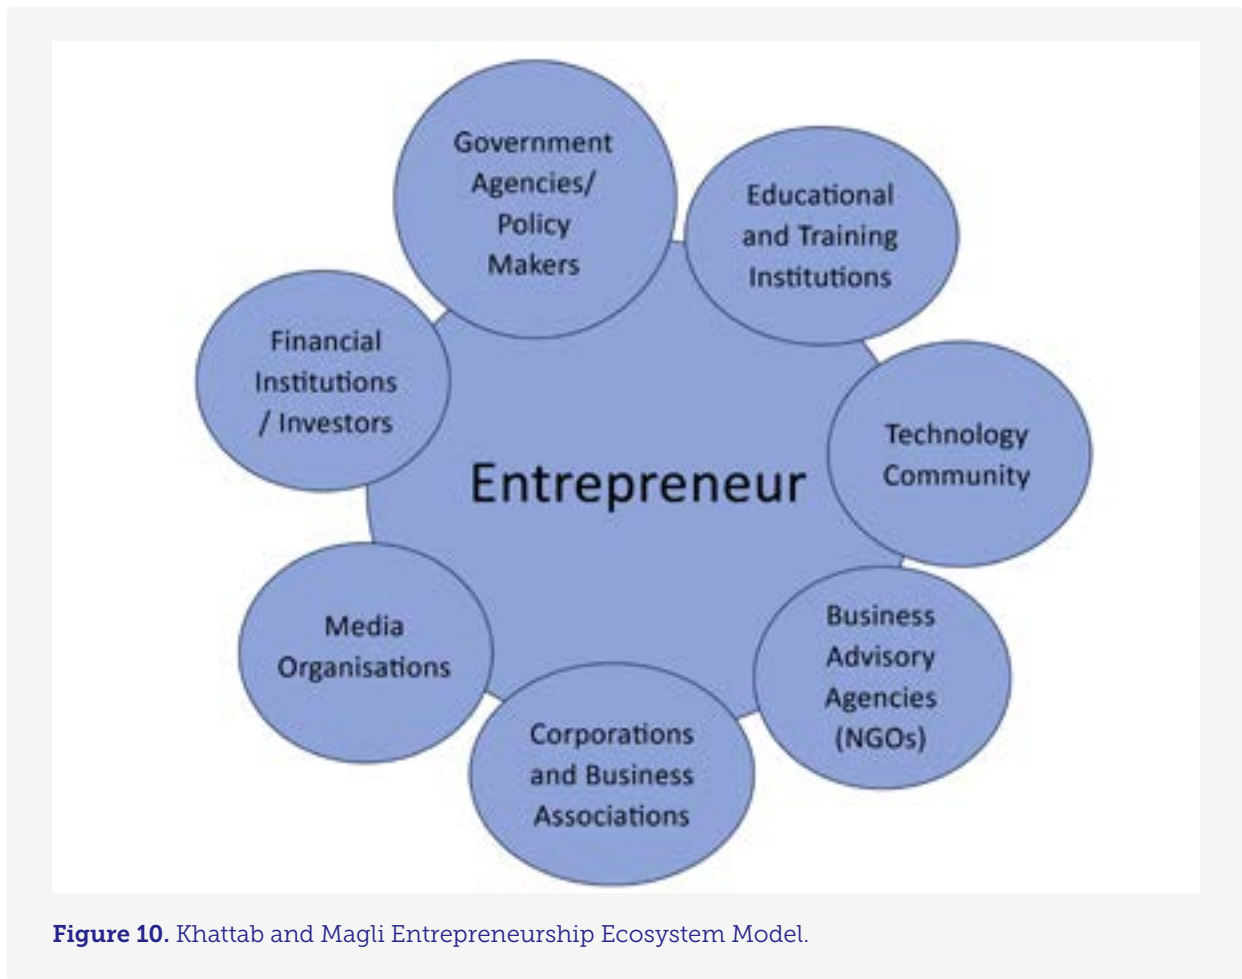 Government
Agencies/
Policy
Makers
Educational
and Training
Institutions
Financial
Institutions
/ Investors
Technology
Community
Entrepreneur
Media
Organisations
Business
Advisory
Agencies
(NGOs)
Corporations
and Business
Associations
Figure 10. Khattab and Magli Entrepreneurship Ecosystem Model.